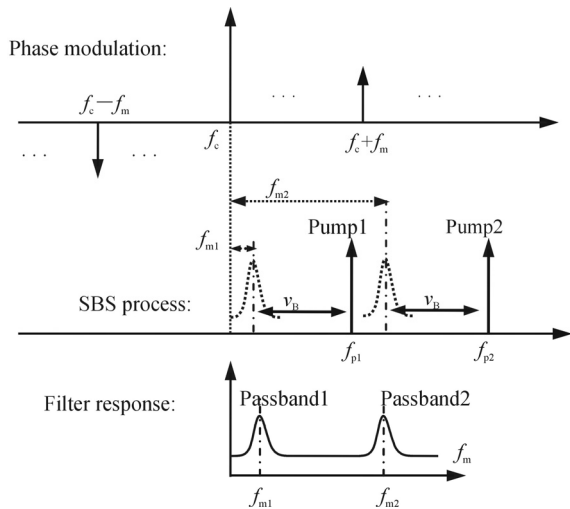 Phase modulation:
. . .
. . .
f_c−f_m
f_c
f_c+f_m
. . .
. . .
f_m2
f_m1
Pump1
Pump2
SBS process:
v_B
v_B
f_p1
f_p2
Filter response:
Passband1
Passband2
f_m
f_m1
f_m2